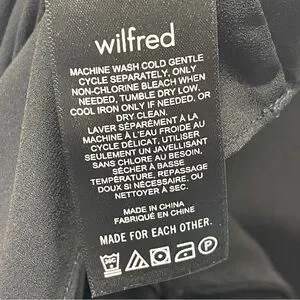 wilfred
MACHINE WASH COLD GENTLE
CYCLE SEPARATELY, ONLY
NON-CHLORINE BLEACH WHEN
NEEDED, TUMBLE DRY LOW,
COOL IRON ONLY IF NEEDED, OR
DRY CLEAN.
LAVER SÉPARÉMENT À LA
MACHINE À L'EAU FROIDE AU
CYCLE DÉLICAT, UTILISER
SEULEMENT UN JAVELLISANT
SANS CHLORE AU BESOIN,
SÉCHER À BASSE
TEMPÉRATURE, REPASSAGE
DOUX SI NÉCESSAIRE, OU
NETTOYER À SEC.
MADE IN CHINA
FABRIQUÉ EN CHINE
MADE FOR EACH OTHER.
P